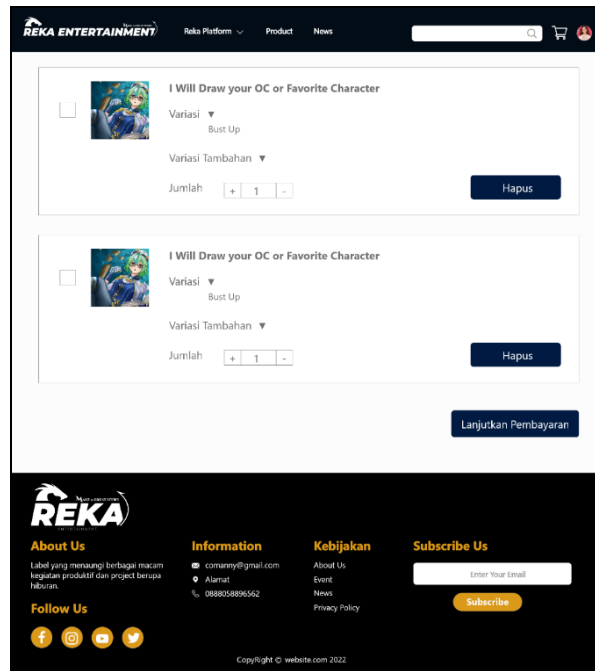 REKA ENTERTAINMENT
Reka Platform Product News
I Will Draw your OC or Favorite Character
Variasi ▼
Bust Up
Variasi Tambahan ▼
Jumlah + 1 -
Hapus
I Will Draw your OC or Favorite Character
Variasi ▼
Bust Up
Variasi Tambahan ▼
Jumlah + 1 -
Hapus
Lanjutkan Pembayaran
REKA
ENTERTAINMENT
About Us
Label yang menaungi berbagai macam
kegiatan produktif dan project berupa
hiburan.
Follow Us
Information
comanny@gmail.com
Alamat
0888058896562
Kebijakan
About Us
Event
News
Privacy Policy
Subscribe Us
Enter Your Email
Subscribe
CopyRight © website.com 2022